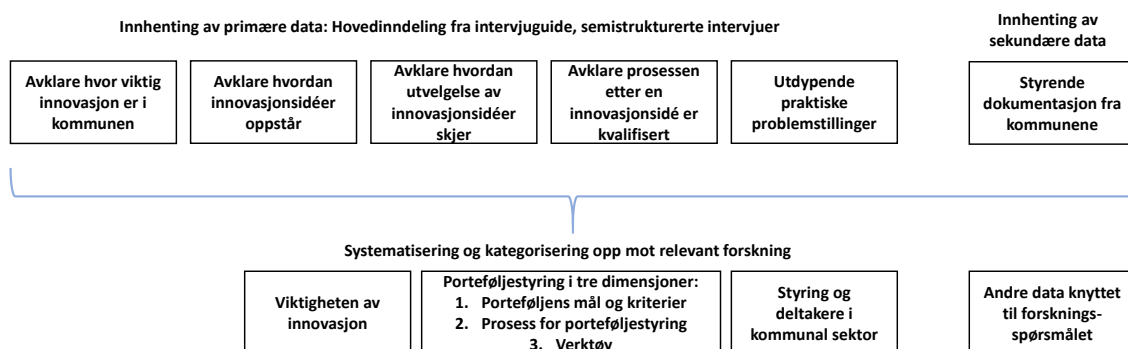 Innhenting av primære data: Hovedinndeling fra intervjuguide, semistrukturerte intervjuer
Innhenting av
sekundære data
Avklare hvor viktig
innovasjon er i
kommunen
Avklare hvordan
innovasjonsidéer
oppstår
Avklare hvordan
utvelgelse av
innovasjonsidéer
skjer
Avklare prosessen
etter en
innovasjonsidé er
kvalifisert
Utdypende
praktiske
problemstillinger
Styrende
dokumentasjon fra
kommunene
Systematisering og kategorisering opp mot relevant forskning
Viktigheten av
innovasjon
Porteføljestyring i tre dimensjoner:
1. Porteføljens mål og kriterier
2. Prosess for porteføljestyring
3. Verktøy
Styring og
deltakere i
kommunal sektor
Andre data knyttet
til forsknings-
spørsmålet